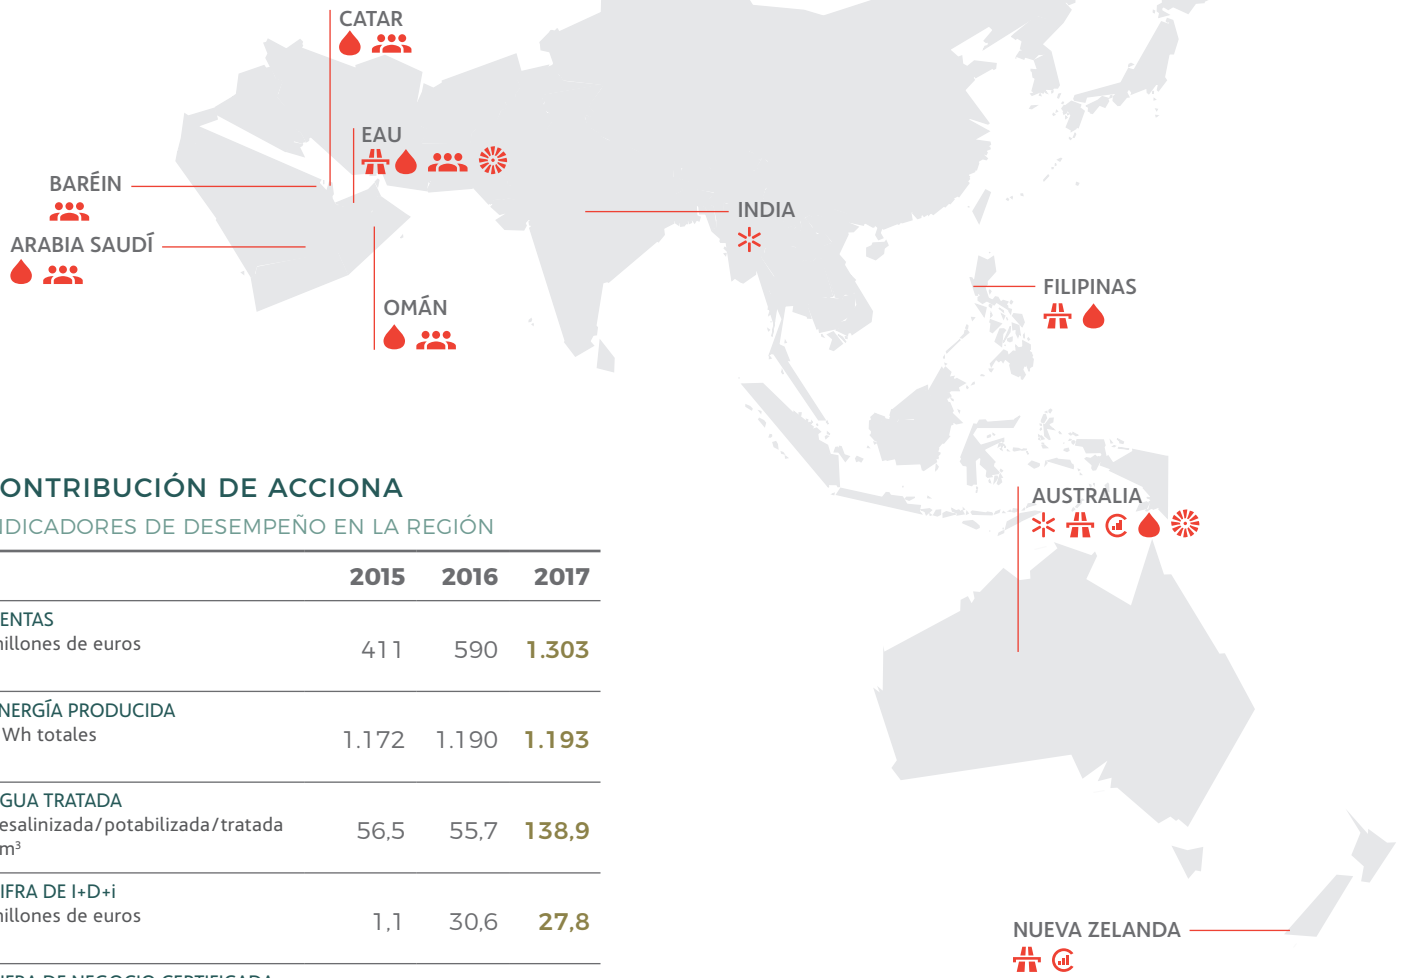 CATAR
EAU
BARÉIN
INDIA
ARABIA SAUDÍ
FILIPINAS
OMÁN
ONTRIBUCIÓN DE ACCIONA
NDICADORES DE DESEMPEÑO EN LA REGIÓN
AUSTRALIA
2015 2016 2017
ENTAS
illones de euros
411 590 1.303
NERGÍA PRODUCIDA
Wh totales
1.172 1.190 1.193
GUA TRATADA
esalinizada/potabilizada/tratada
m³
56,5 55,7 138,9
IFRA DE I+D+i
illones de euros
1,1 30,6 27,8
NUEVA ZELANDA